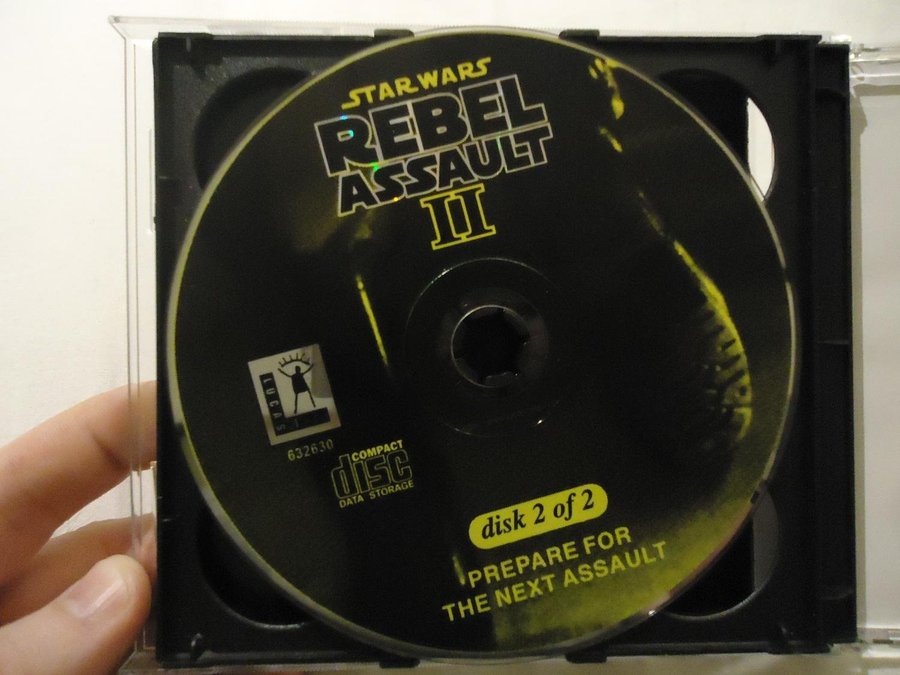 STAR WARS
REBEL
ASSAULT
II
LUCAS
632630
COMPACT
disc
DATA STORAGE
disk 2 of 2
PREPARE FOR
THE NEXT ASSAULT